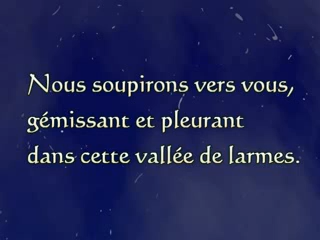 Nous soupirons vers vous,
gémissant et pleurant
dans cette vallée de larmes.